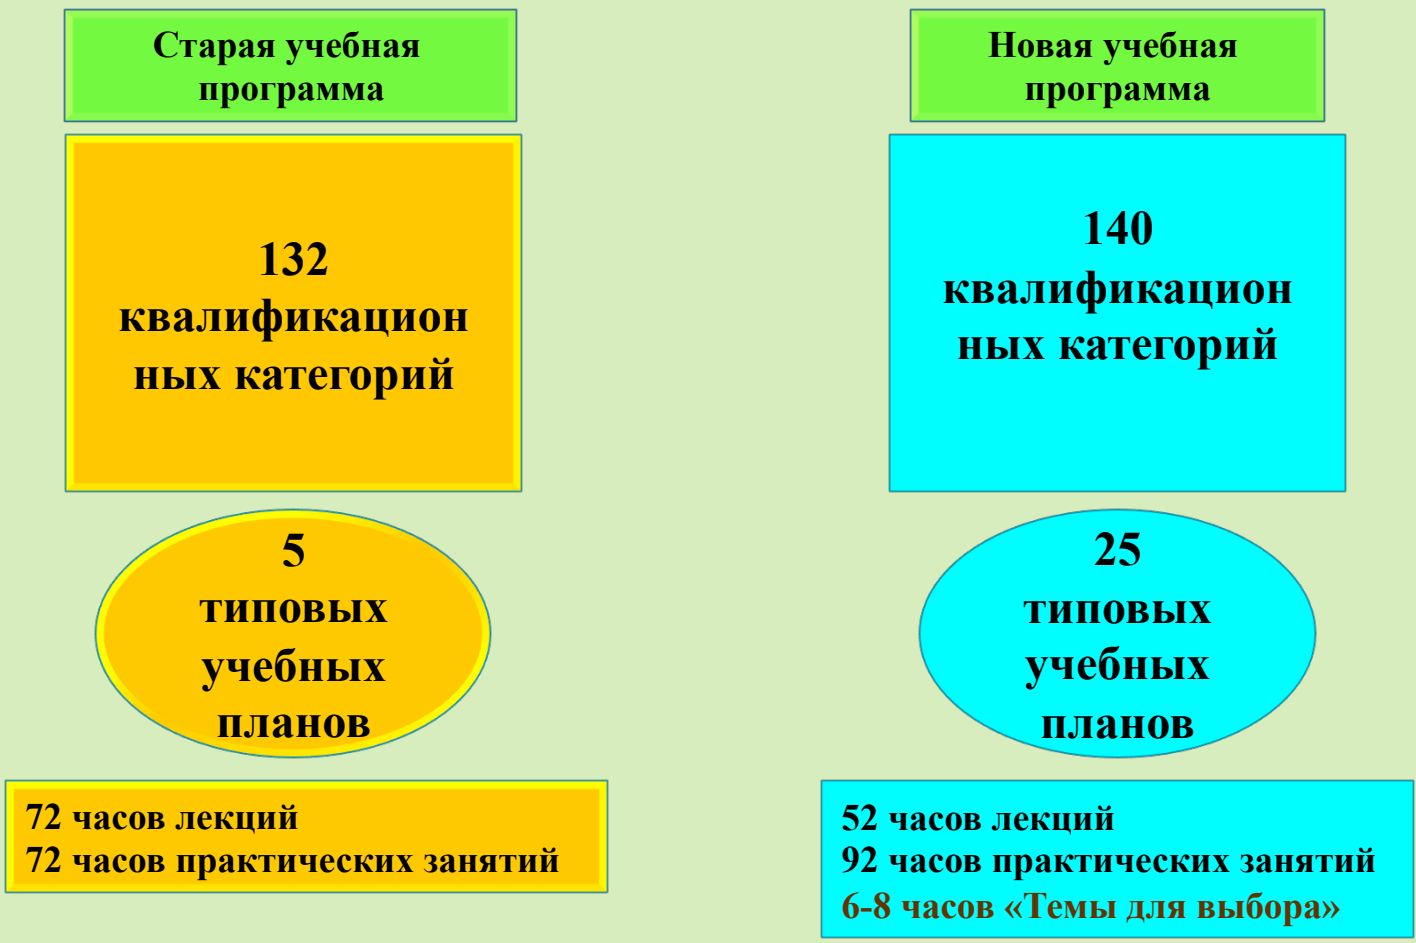 Старая учебная
программа
132
квалификацион
ных категорий
5
типовых
учебных
планов
72 часов лекций
72 часов практических занятий
Новая учебная
программа
140
квалификацион
ных категорий
25
типовых
учебных
планов
52 часов лекций
92 часов практических занятий
6-8 часов «Темы для выбора»